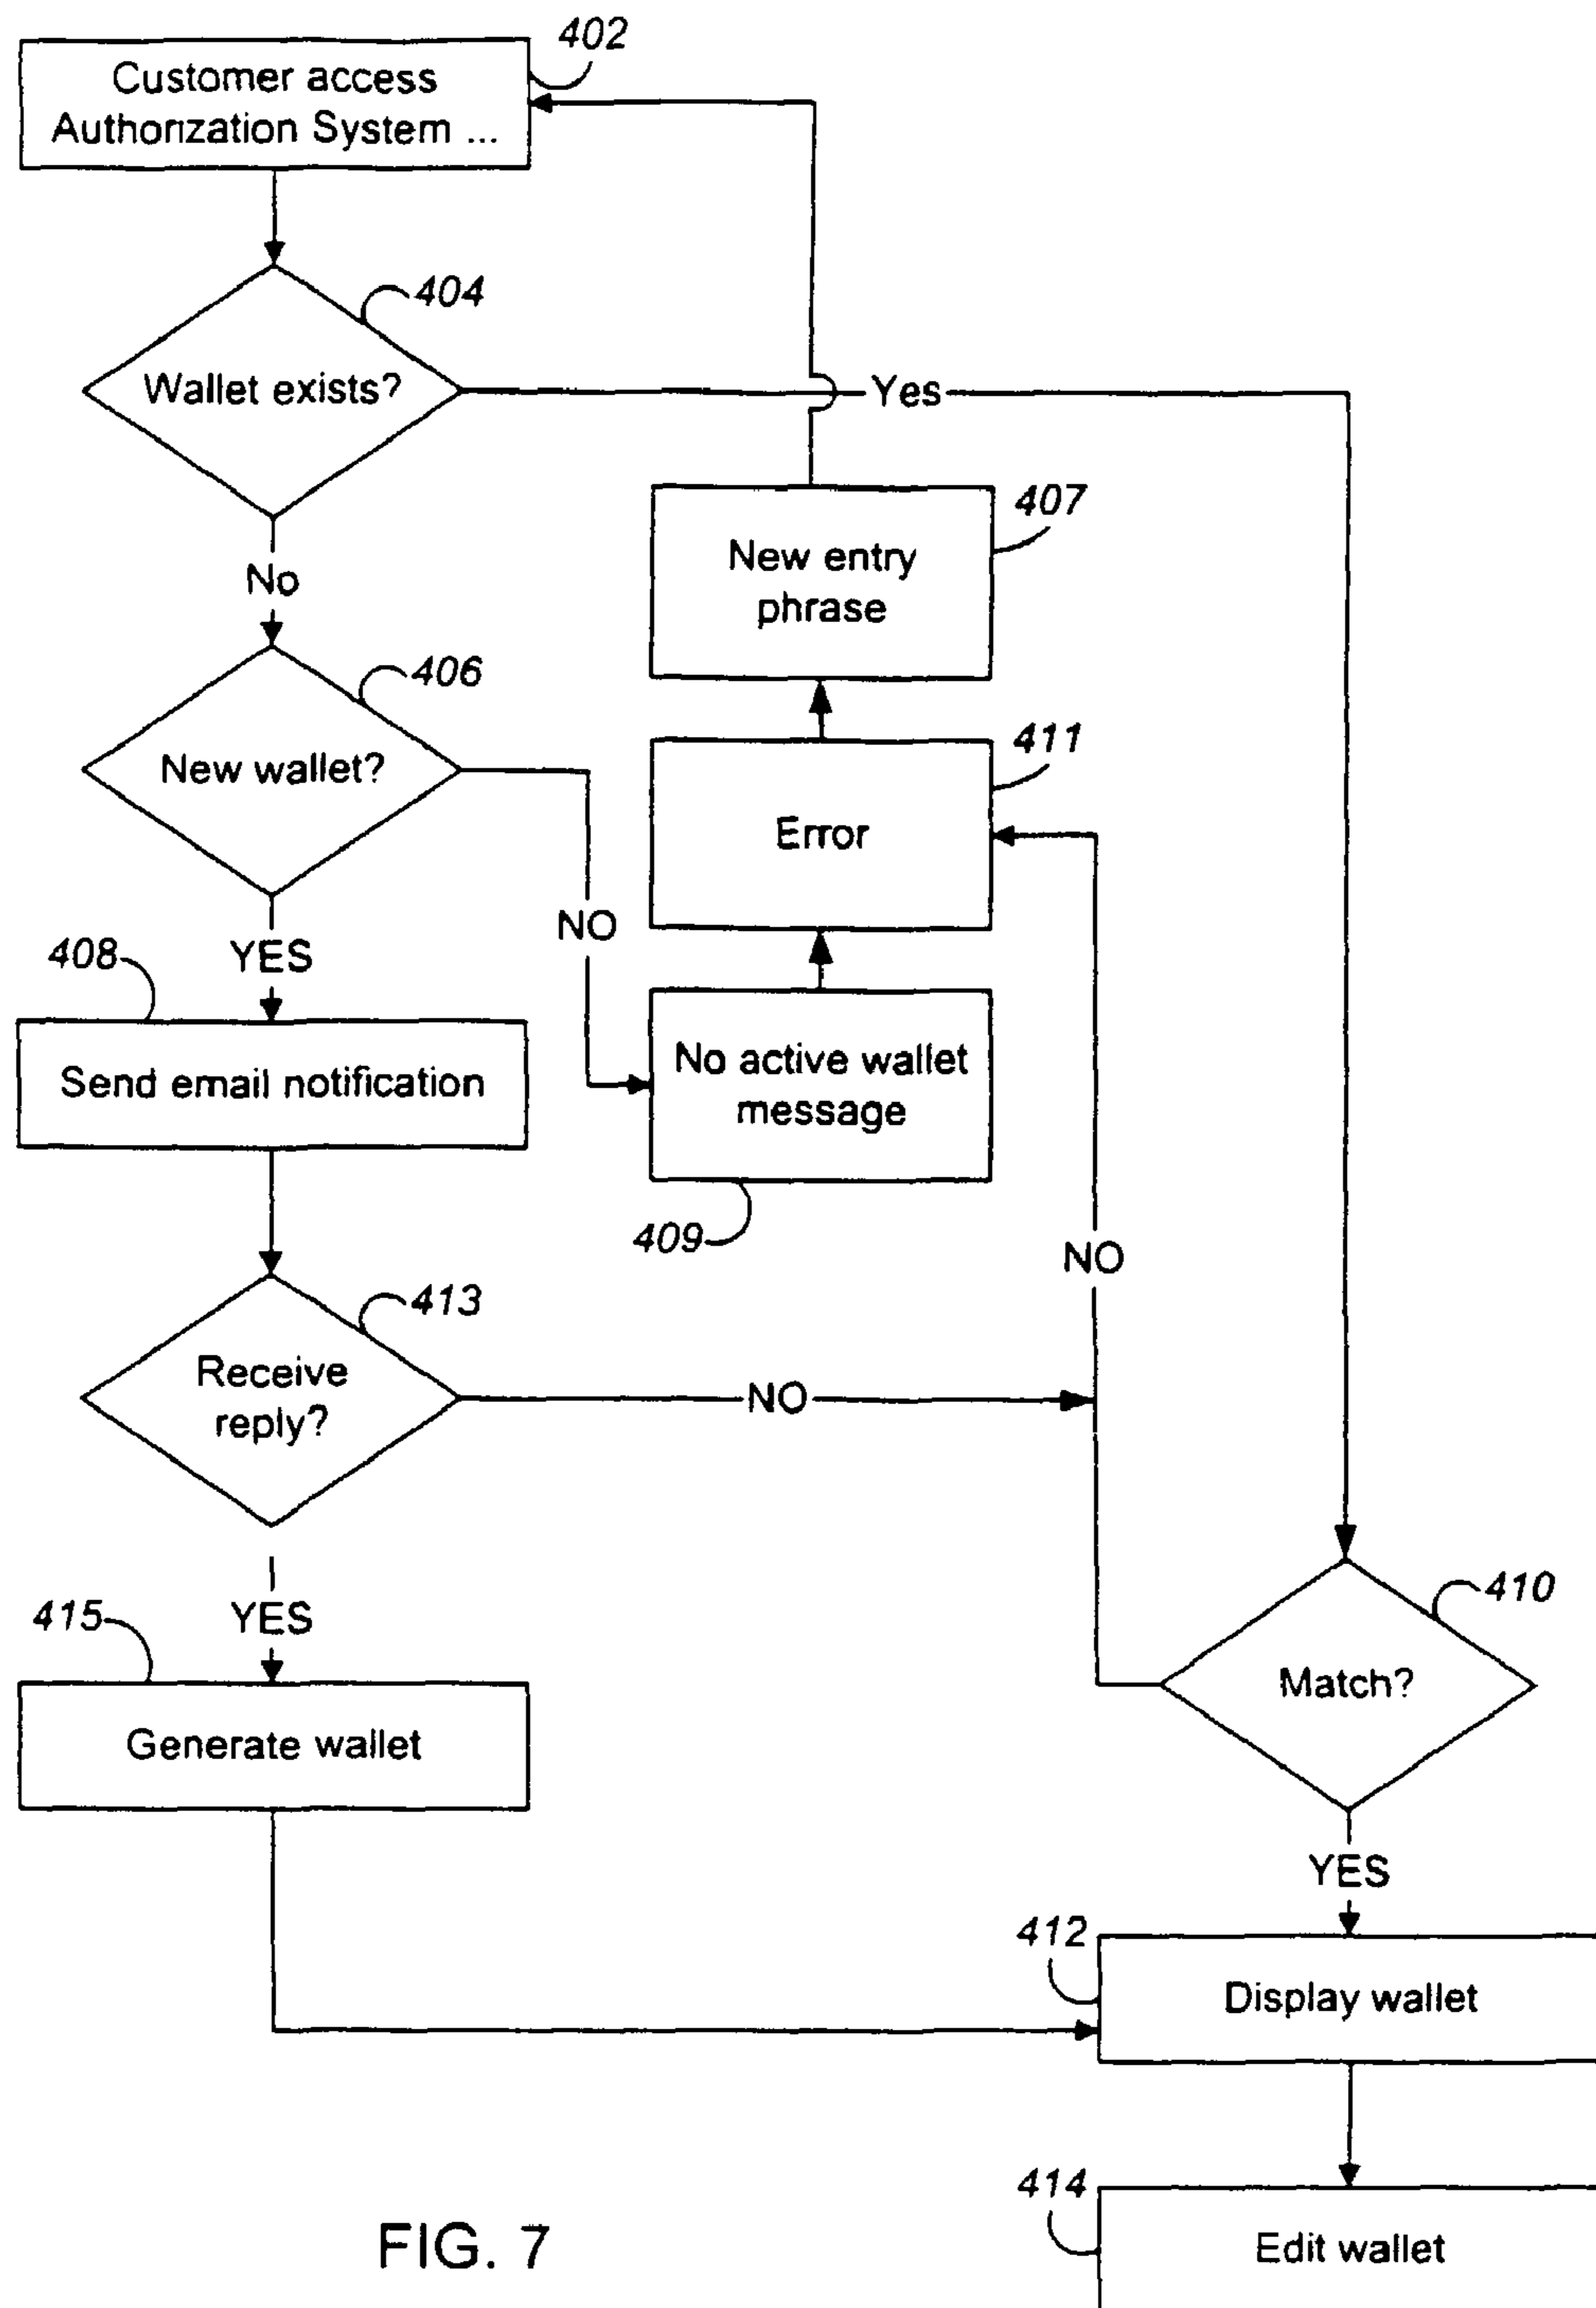 402
Customer access
Authorization System ...
404
Wallet exists?
Yes
No
407
New entry
phrase
406
New wallet?
411
Error
NO
YES
408
Send email notification
No active wallet
message
409
NO
413
Receive
reply?
NO
410
Match?
YES
415
Generate wallet
YES
412
Display wallet
414
Edit wallet
FIG. 7